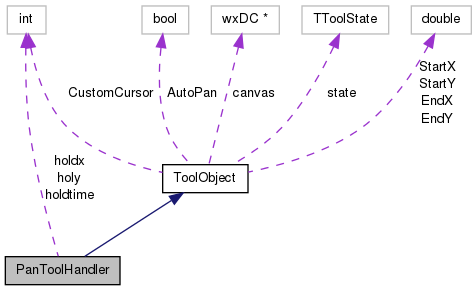 int
bool
wxDC *
TToolState
double
CustomCursor
AutoPan
canvas
state
StartX
StartY
EndX
EndY
holdx
holy
holdtime
ToolObject
PanToolHandler